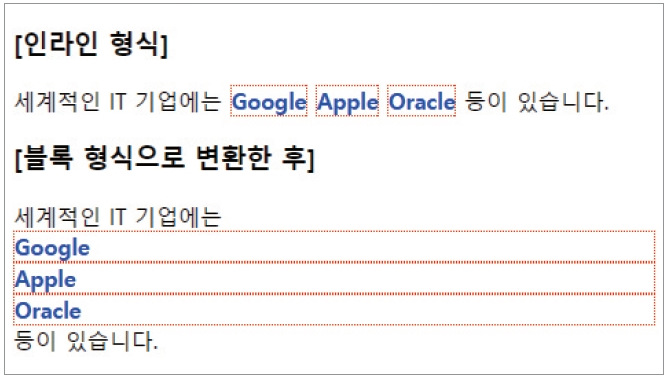 [인라인 형식]
세계적인 IT 기업에는 Google Apple Oracle 등이 있습니다.
[블록 형식으로 변환한 후]
세계적인 IT 기업에는
Google
Apple
Oracle
등이 있습니다.